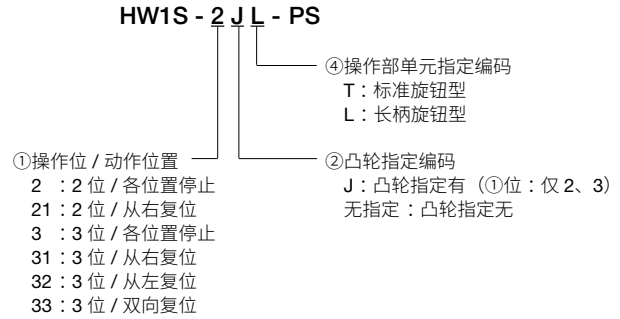 HW1S - 2 J L - PS
④操作部单元指定编码
T：标准旋钮型
L：长柄旋钮型
①操作位 / 动作位置
2 ：2 位 / 各位置停止
21：2 位 / 从右复位
3 ：3 位 / 各位置停止
31：3 位 / 从右复位
32：3 位 / 从左复位
33：3 位 / 双向复位
②凸轮指定编码
J：凸轮指定有（①位：仅 2、3）
无指定：凸轮指定无